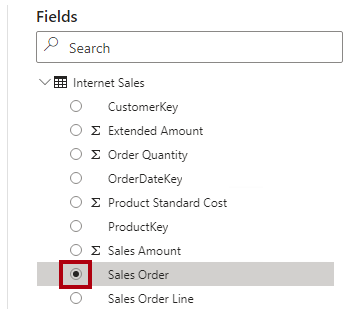 Fields
Search
Internet Sales
CustomerKey
Σ Extended Amount
Σ Order Quantity
OrderDateKey
Σ Product Standard Cost
ProductKey
Σ Sales Amount
Sales Order
Sales Order Line